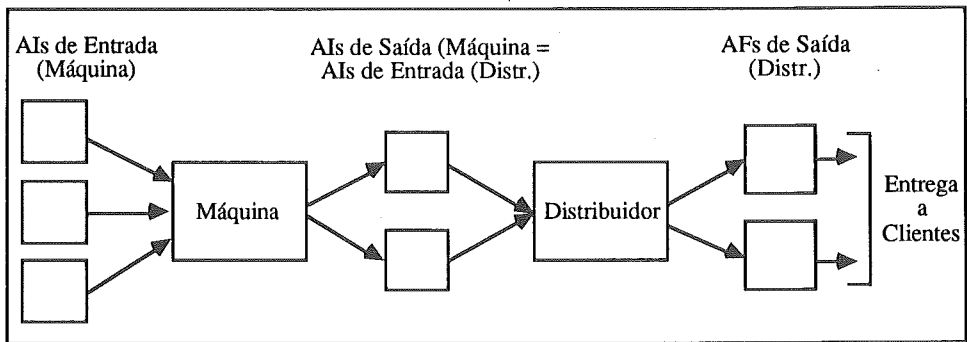 AIs de Entrada
(Máquina)
AIs de Saída (Máquina =
AIs de Entrada (Distr.)
AFs de Saída
(Distr.)
Máquina
Distribuidor
Entrega
a
Clientes